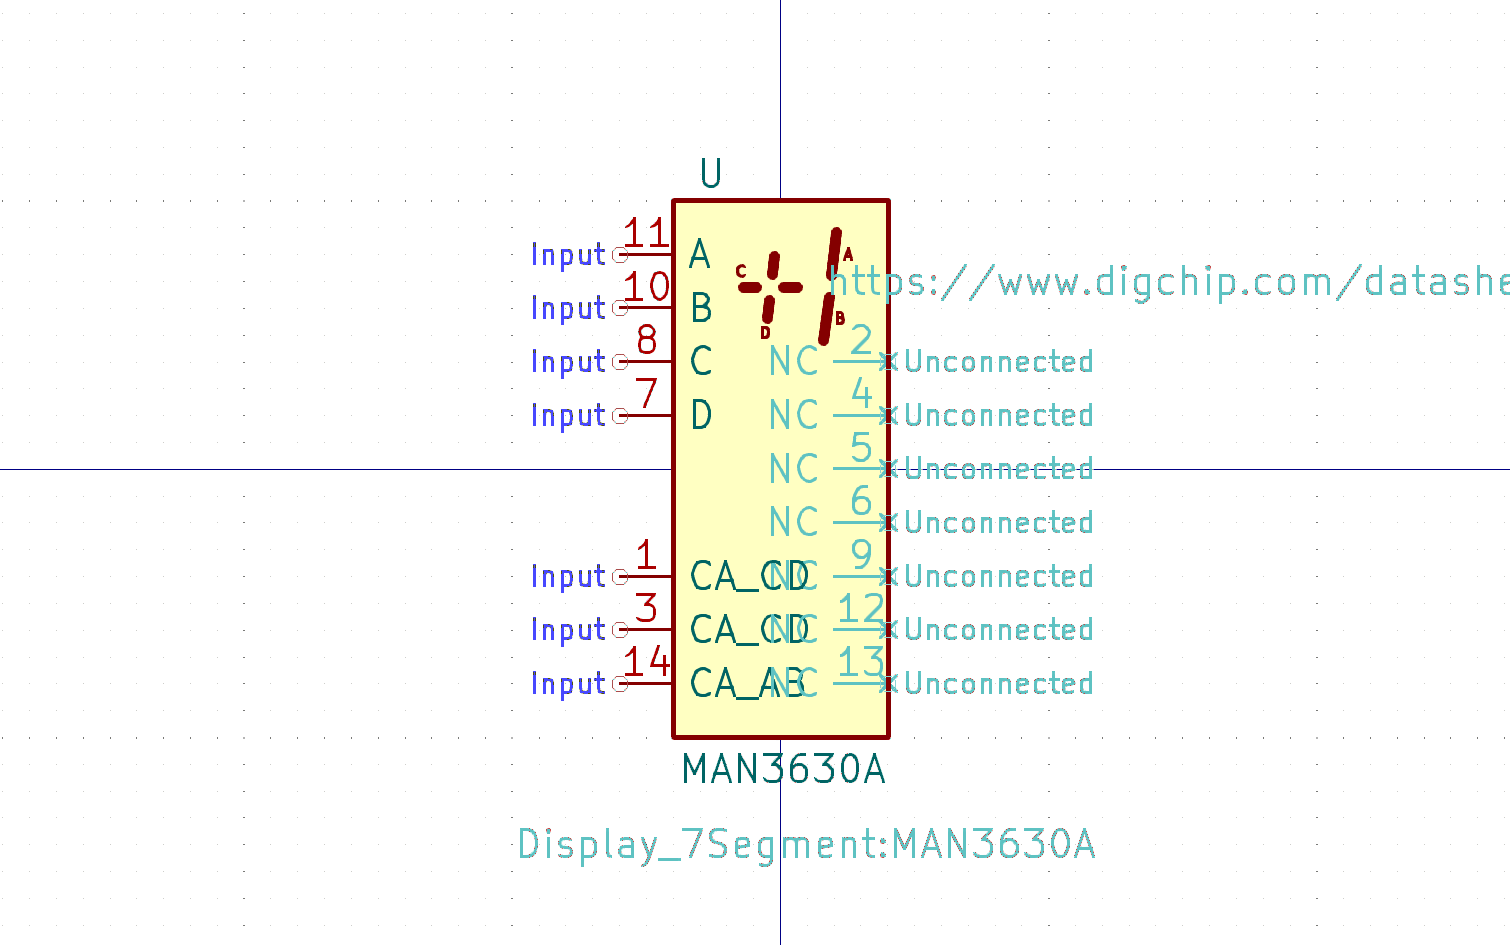 U
Input 11 A
A
C
https://www.digchip.com/datashe
Input 10 B
B
D
Input 8 C
NC 2 Unconnected
Input 7 D
NC 4 Unconnected
NC 5 Unconnected
NC 6 Unconnected
Input 1 CA_CD
NC 9 Unconnected
Input 3 CA_CD
NC 12 Unconnected
Input 14 CA_AB
NC 13 Unconnected
MAN3630A
Display_7Segment:MAN3630A